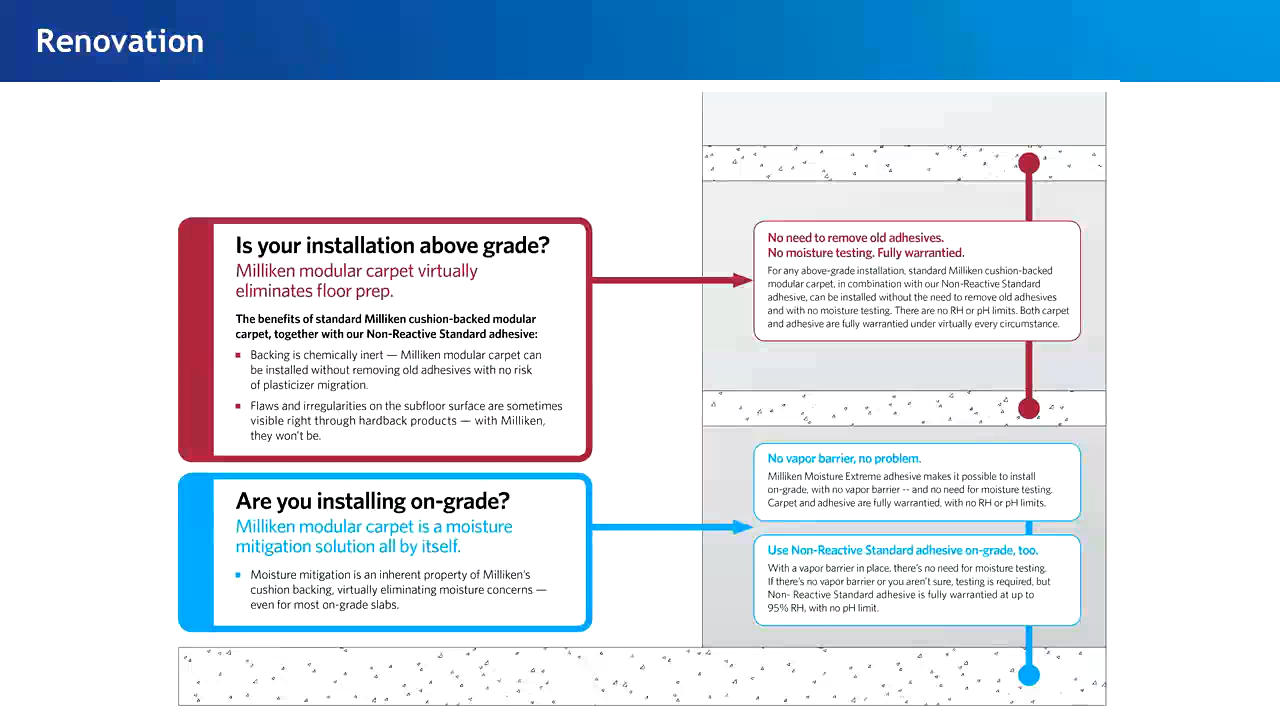 Renovation
Is your installation above grade?
Milliken modular carpet virtually
eliminates floor prep.
The benefits of standard Milliken cushion-backed modular
carpet, together with our Non-Reactive Standard adhesive:
Backing is chemically inert — Milliken modular carpet can
be installed without removing old adhesives with no risk
of plasticizer migration.
Flaws and irregularities on the subfloor surface are sometimes
visible right through hardback products — with Milliken,
they won't be.
No need to remove old adhesives.
No moisture testing. Fully warrantied.
For any above-grade installation, standard Milliken cushion-backed
modular carpet, in combination with our Non-Reactive Standard
adhesive, can be installed without the need to remove old adhesives
and with no moisture testing. There are no RH or pH limits. Both carpet
and adhesive are fully warrantied under virtually every circumstance.
Are you installing on-grade?
Milliken modular carpet is a moisture
mitigation solution all by itself.
Moisture mitigation is an inherent property of Milliken's
cushion backing, virtually eliminating moisture concerns —
even for most on-grade slabs.
No vapor barrier, no problem.
Milliken Moisture Extreme adhesive makes it possible to install
on-grade, with no vapor barrier -- and no need for moisture testing.
Carpet and adhesive are fully warrantied, with no RH or pH limits.
Use Non-Reactive Standard adhesive on-grade, too.
With a vapor barrier in place, there's no need for moisture testing.
If there's no vapor barrier or you aren't sure, testing is required, but
Non- Reactive Standard adhesive is fully warrantied at up to
95% RH, with no pH limit.